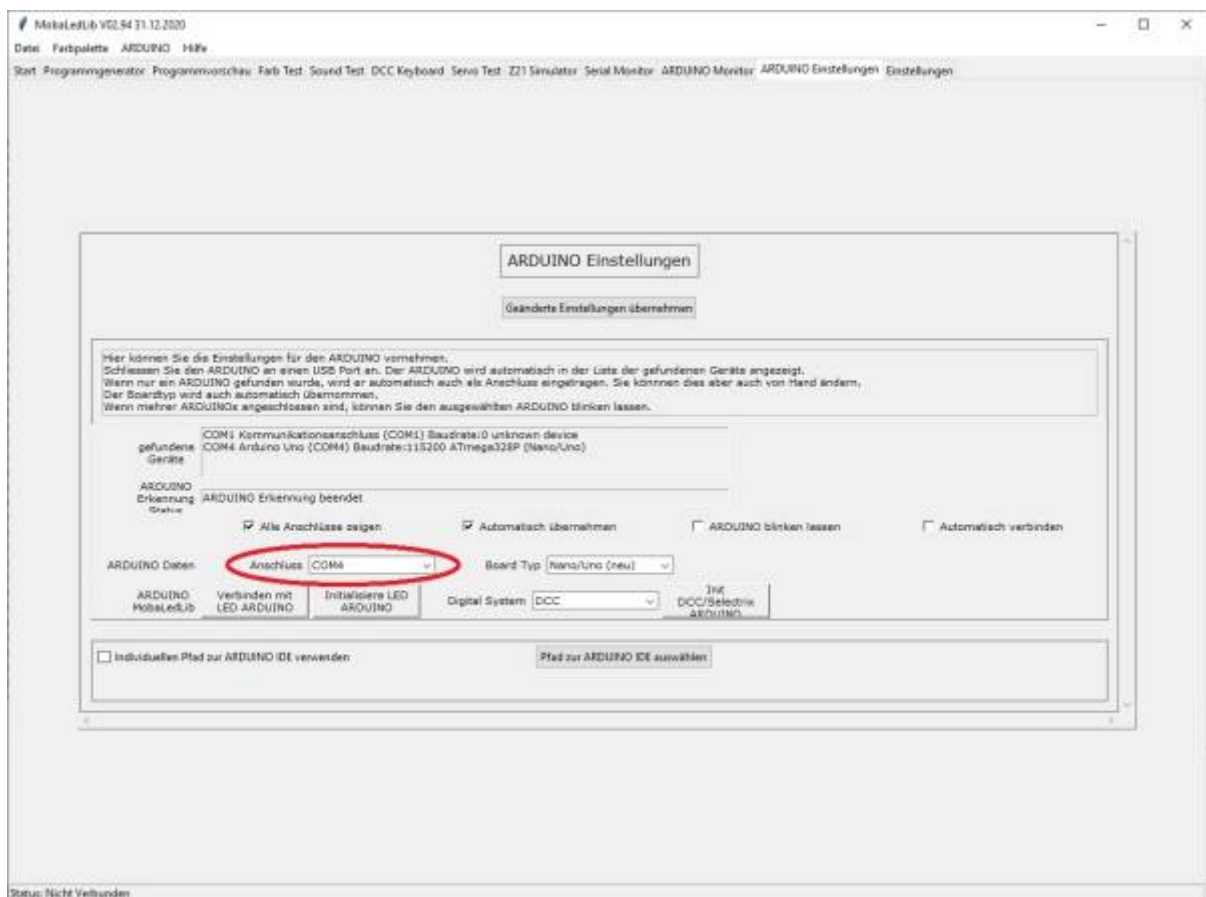 MobaLedLib V02.94 31.12.2020
Datei Farbpalette ARDUINO Hilfe
Start Programmgenerator Programmvorschau Farb Test Sound Test DCC Keyboard Servo Test Z21 Simulator Serial Monitor ARDUINO Monitor ARDUINO Einstellungen Einstellungen
ARDUINO Einstellungen
Geänderte Einstellungen übernehmen
Hier können Sie die Einstellungen für den ARDUINO vornehmen.
Schliessen Sie den ARDUINO an einen USB Port an. Der ARDUINO wird automatisch in der Liste der gefundenen Geräte angezeigt.
Wenn nur ein ARDUINO gefunden wurde, wird er automatisch auch als Anschluss eingetragen. Sie könnnen dies aber auch von Hand ändern.
Der Boardtyp wird auch automatisch übernommen.
Wenn mehrer ARDUINOs angeschlossen sind, können Sie den ausgewählten ARDUINO blinken lassen.
gefundene Geräte
COM1 Kommunikationsanschluss (COM1) Baudrate:0 unknown device
COM4 Arduino Uno (COM4) Baudrate:115200 ATmega328P (Nano/Uno)
ARDUINO Erkennung Status
ARDUINO Erkennung beendet
Alle Anschlüsse zeigen Automatisch übernehmen ARDUINO blinken lassen Automatisch verbinden
ARDUINO Daten Anschluss COM4 Board Typ Nano/Uno (neu)
ARDUINO MobaLedLib
Verbinden mit LED ARDUINO
Initialisiere LED ARDUINO
Digital System DCC
Init DCC/Selectrix ARDUINO
Individuellen Pfad zur ARDUINO IDE verwenden Pfad zur ARDUINO IDE auswählen
Status: Nicht Verbunden